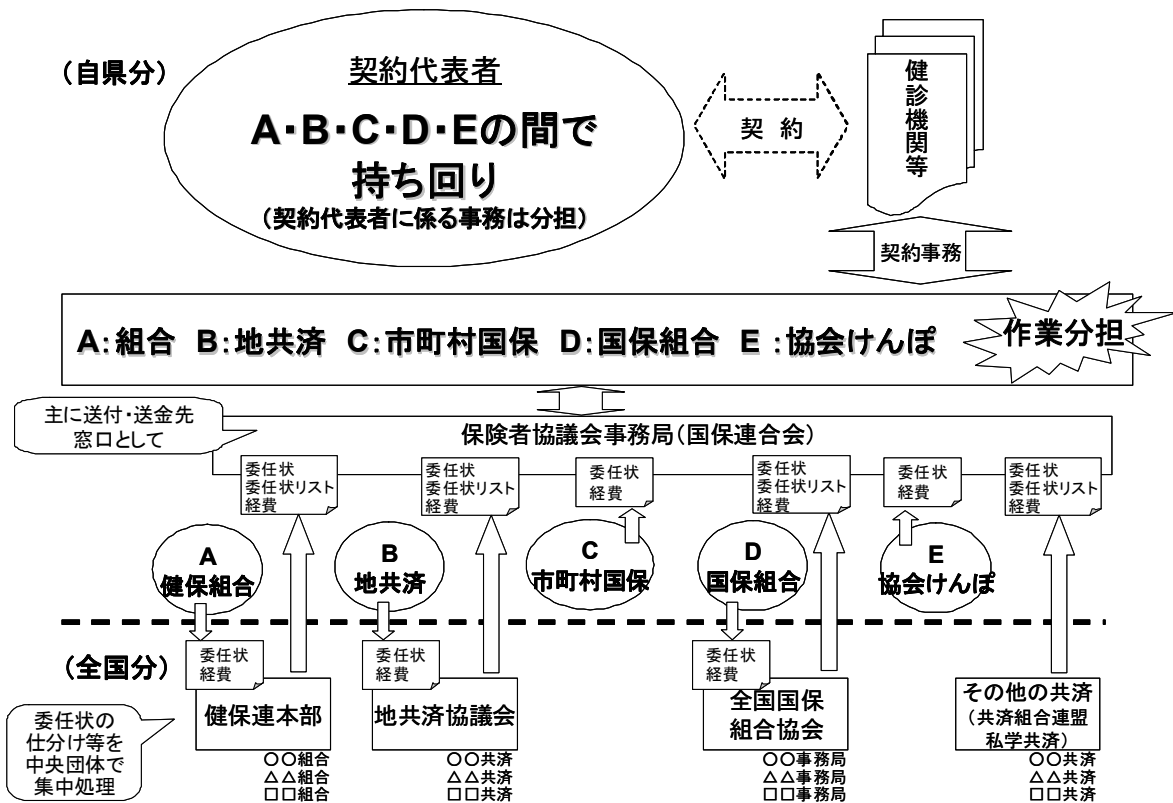 (自県分)
契約代表者
A・B・C・D・Eの間で
持ち回り
(契約代表者に係る事務は分担)
契 約
健診機関等
契約事務
A:組合 B:地共済 C:市町村国保 D:国保組合 E :協会けんぽ
作業分担
主に送付・送金先
窓口として
保険者協議会事務局(国保連合会)
委任状
委任状リスト
経費
委任状
委任状リスト
経費
委任状
経費
委任状
委任状リスト
経費
委任状
経費
委任状
委任状リスト
経費
A
健保組合
B
地共済
C
市町村国保
D
国保組合
E
協会けんぽ
(全国分)
委任状
経費
委任状
経費
委任状
経費
健保連本部
地共済協議会
全国国保
組合協会
その他の共済
(共済組合連盟
私学共済)
委任状の
仕分け等を
中央団体で
集中処理
○○組合
△△組合
□□組合
○○共済
△△共済
□□共済
○○事務局
△△事務局
□□事務局
○○共済
△△共済
□□共済